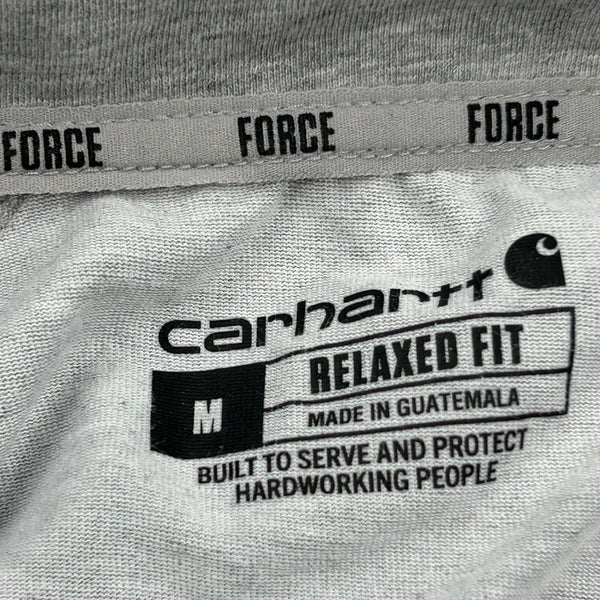 FORCE FORCE FORCE
carhartt
RELAXED FIT
M
MADE IN GUATEMALA
BUILT TO SERVE AND PROTECT
HARDWORKING PEOPLE